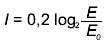 I = 0,2 log₂ E/E₀